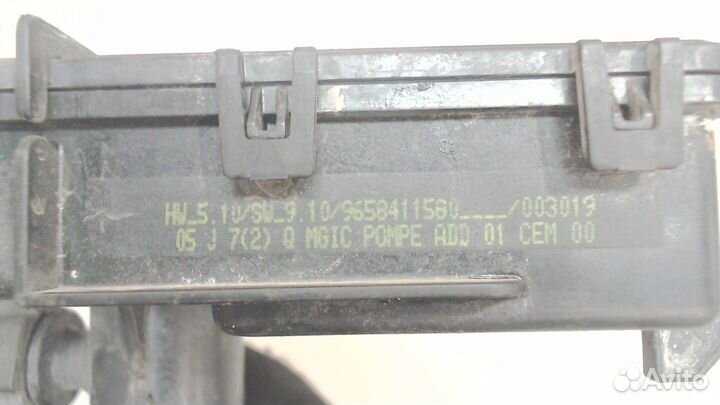 HW_5.10/SW_9.10/9658411580____/003019
05 J 7(2) Q MGIC POMPE ADD 01 CEM 00
Avito